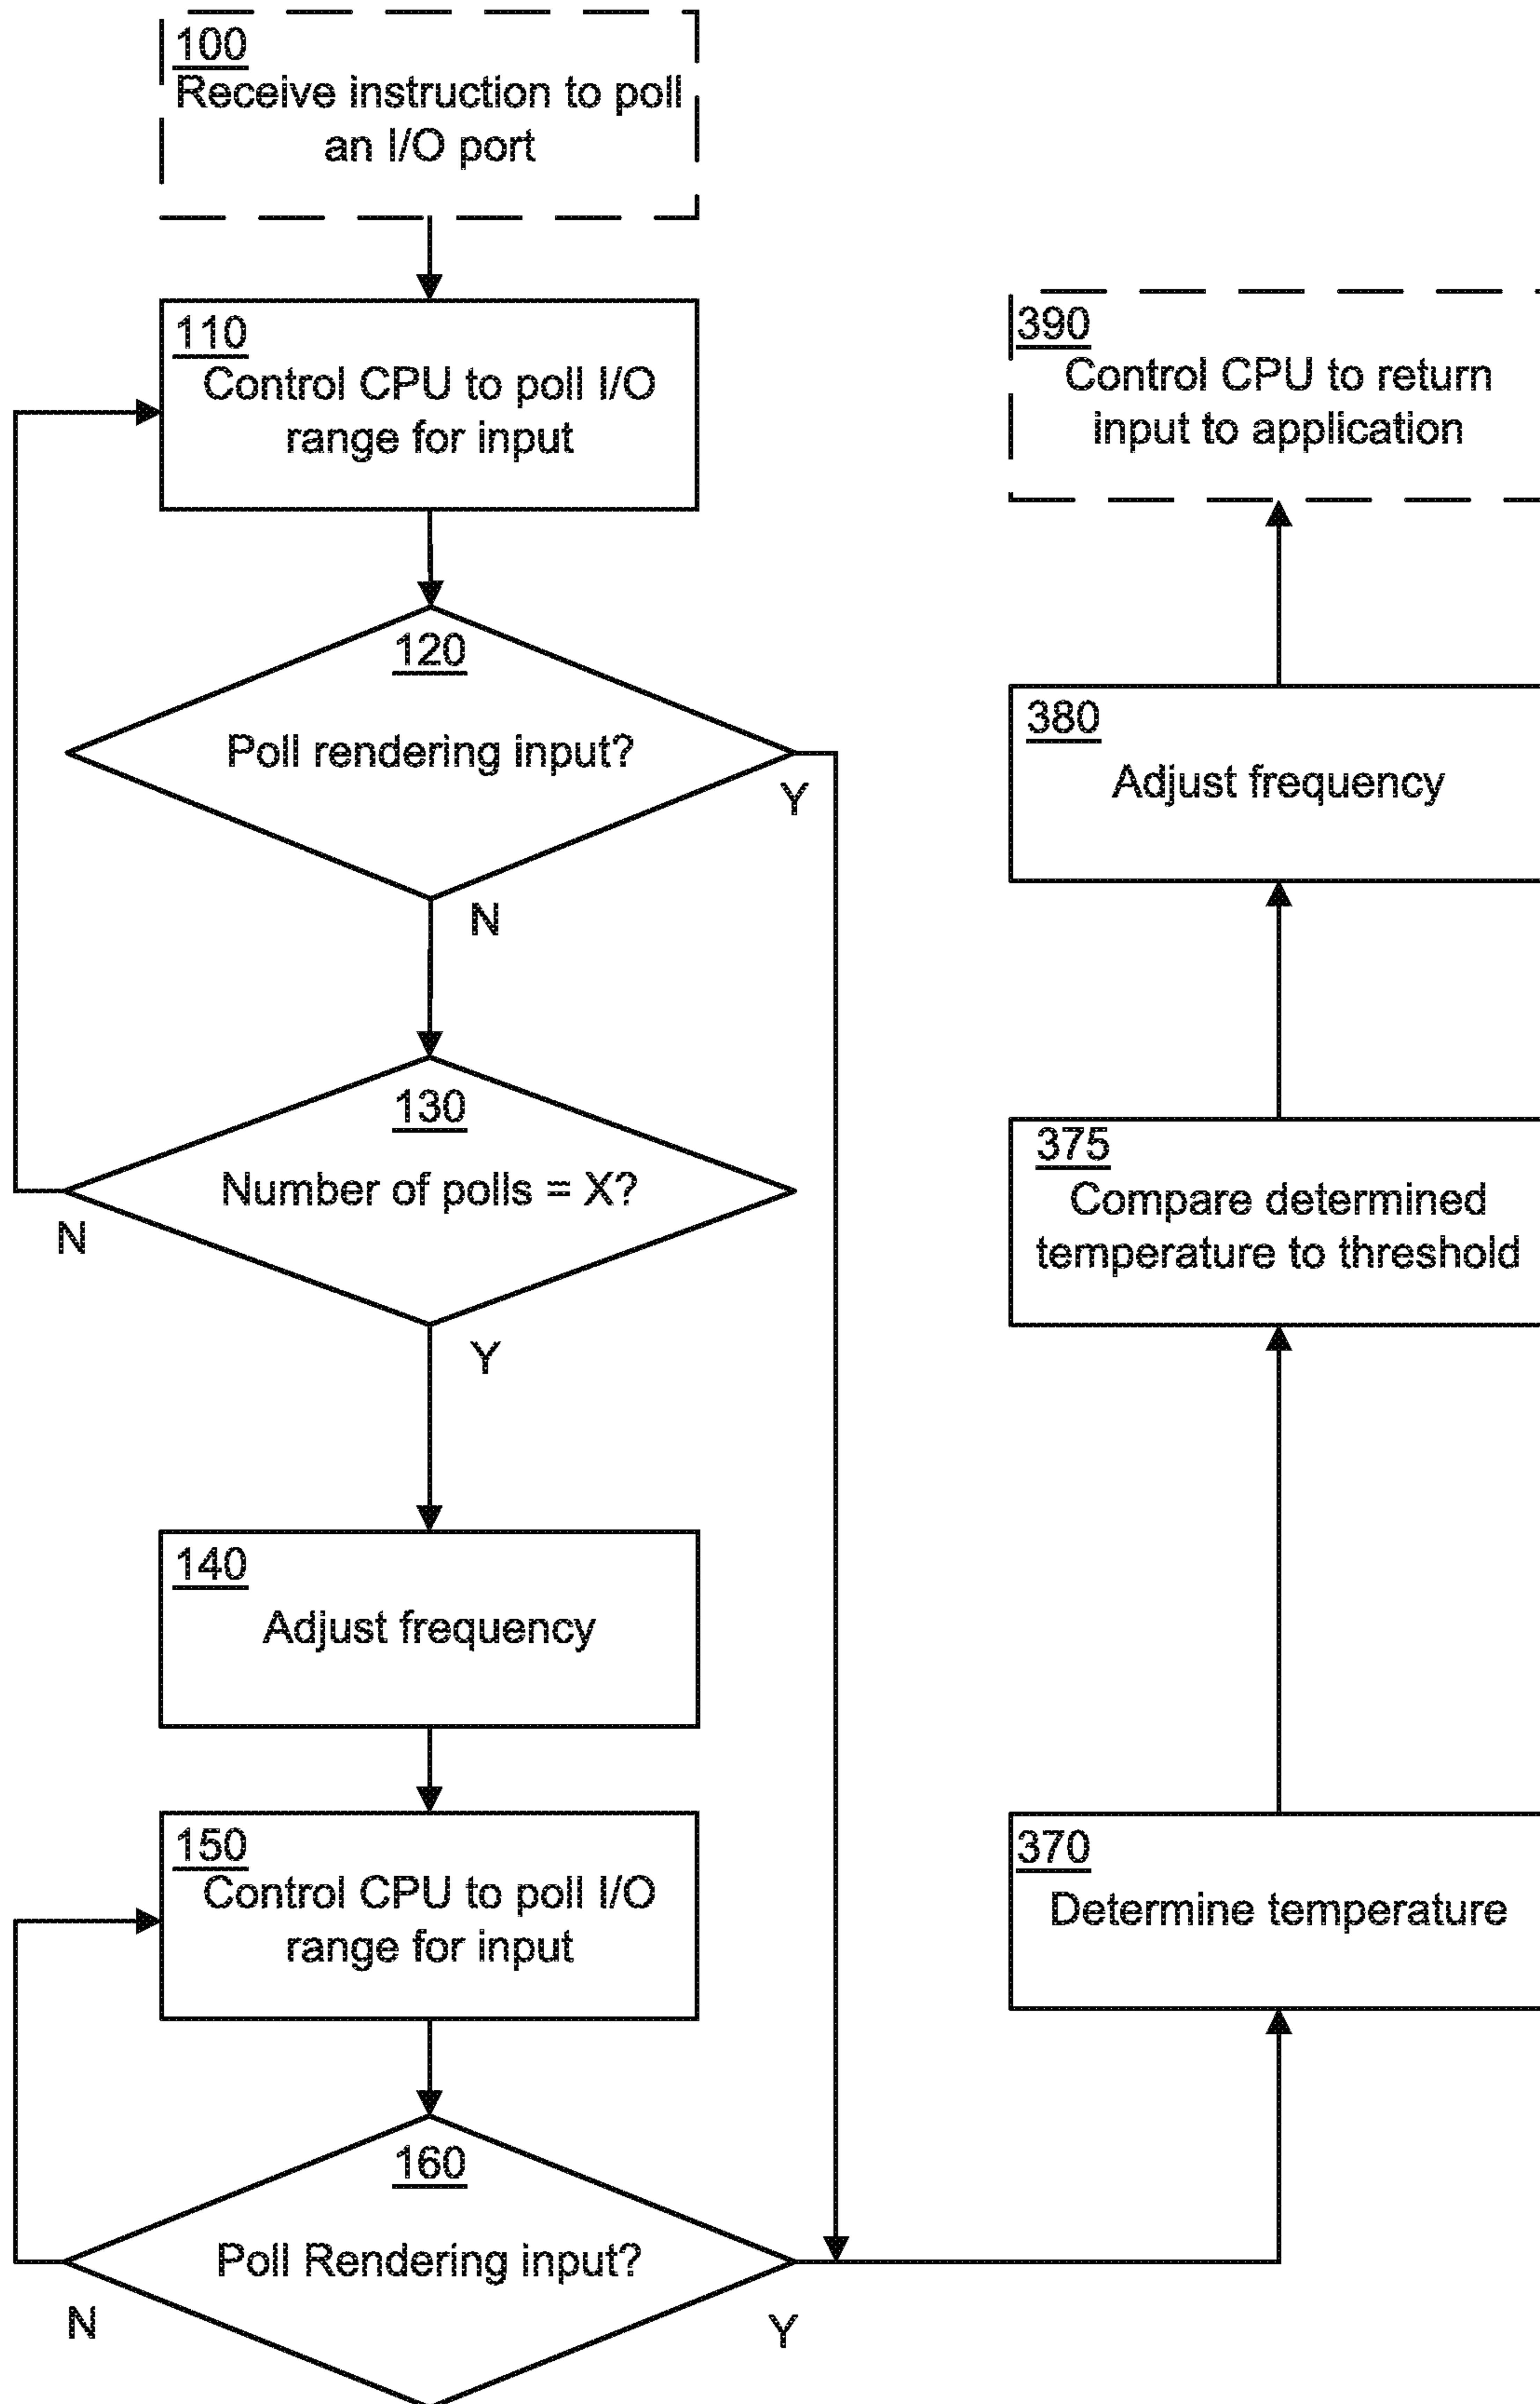 100
Receive instruction to poll
an I/O port
110
Control CPU to poll I/O
range for input
120
Poll rendering input?
Y
N
130
Number of polls = X?
N
Y
140
Adjust frequency
150
Control CPU to poll I/O
range for input
160
Poll Rendering input?
N
Y
370
Determine temperature
375
Compare determined
temperature to threshold
380
Adjust frequency
390
Control CPU to return
input to application